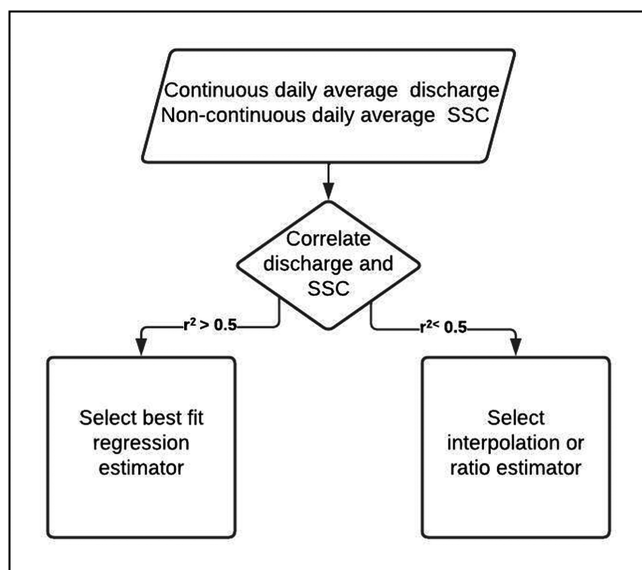 Continuous daily average discharge
Non-continuous daily average SSC
Correlate
discharge and
SSC
r² > 0.5
r²< 0.5
Select best fit
regression
estimator
Select
interpolation or
ratio estimator